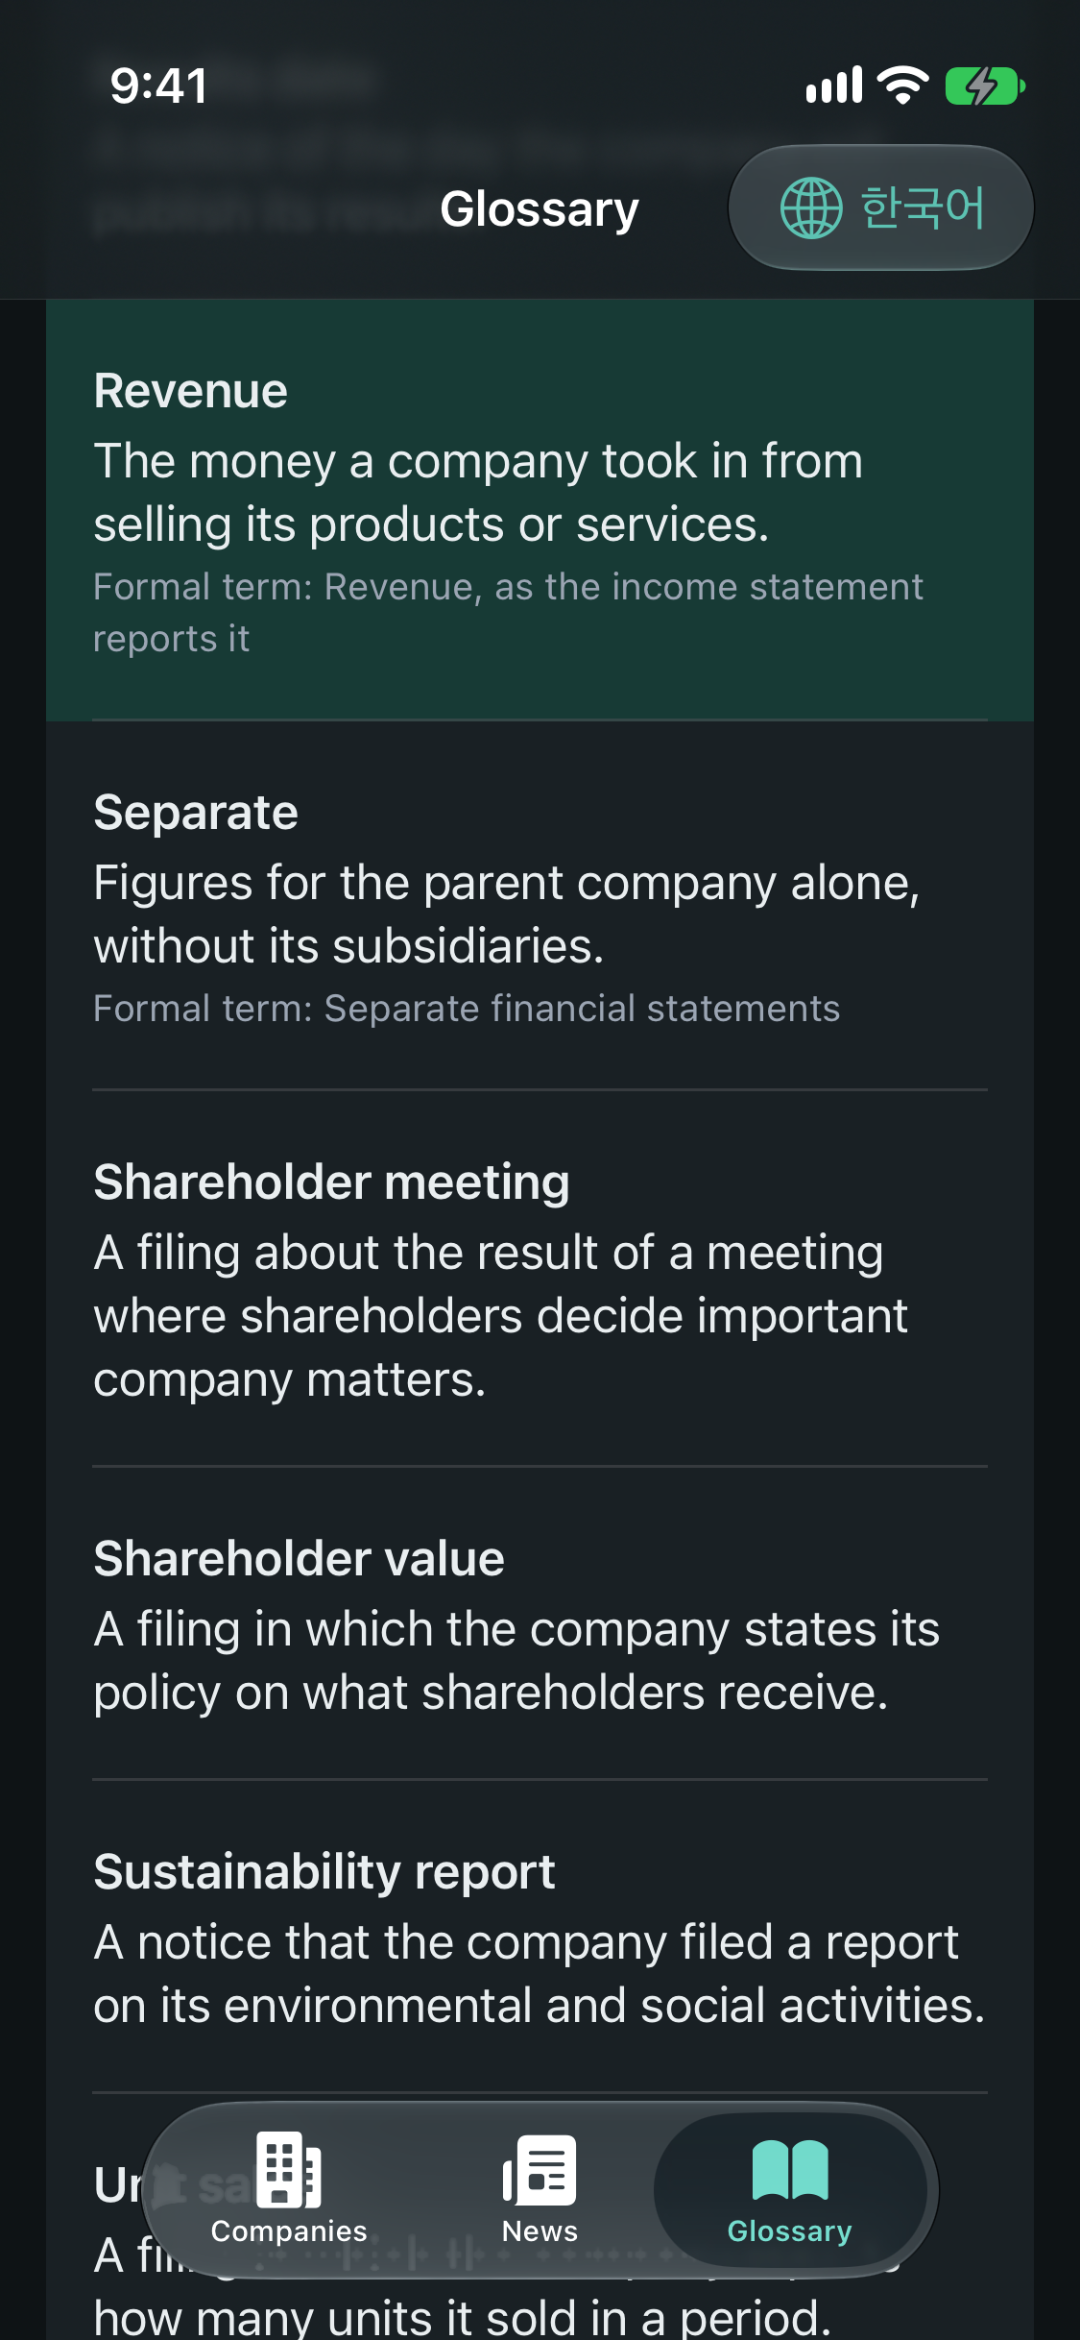 9:41
Glossary
한국어
Revenue
The money a company took in from
selling its products or services.
Formal term: Revenue, as the income statement
reports it
Separate
Figures for the parent company alone,
without its subsidiaries.
Formal term: Separate financial statements
Shareholder meeting
A filing about the result of a meeting
where shareholders decide important
company matters.
Shareholder value
A filing in which the company states its
policy on what shareholders receive.
Sustainability report
A notice that the company filed a report
on its environmental and social activities.
Companies
News
Glossary
how many units it sold in a period.